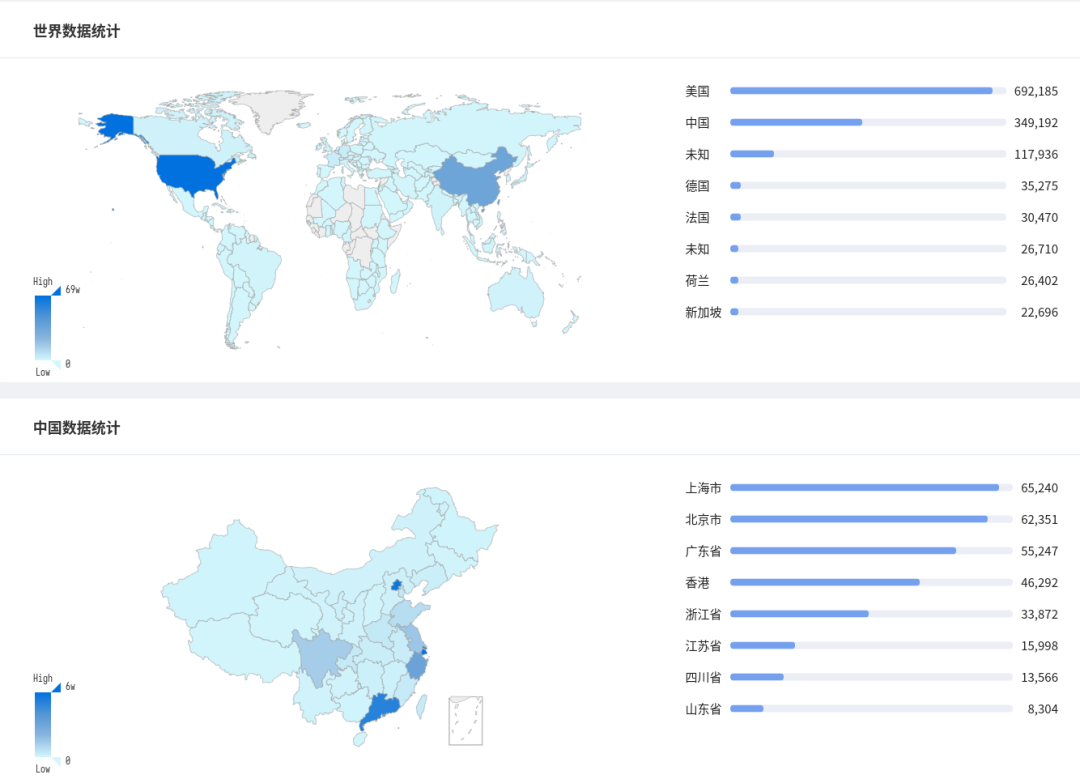 世界数据统计
美国 692,185
中国 349,192
未知 117,936
德国 35,275
法国 30,470
未知 26,710
荷兰 26,402
新加坡 22,696
High
69w
0
Low
中国数据统计
上海市 65,240
北京市 62,351
广东省 55,247
香港 46,292
浙江省 33,872
江苏省 15,998
四川省 13,566
山东省 8,304
High
6w
0
Low